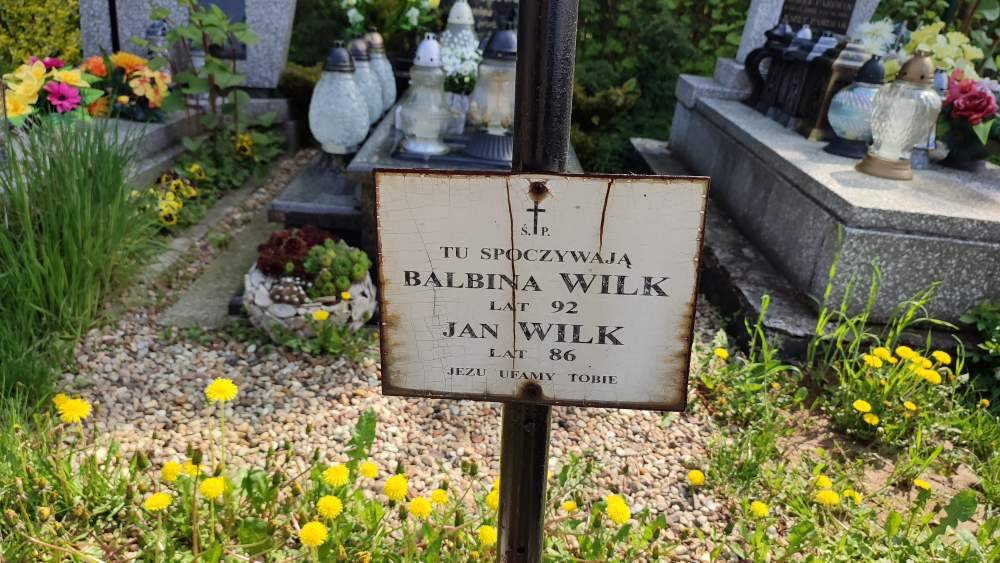 Ś. P.
TU SPOCZYWAJĄ
BALBINA WILK
LAT 92
JAN WILK
LAT 86
JEZU UFAMY TOBIE